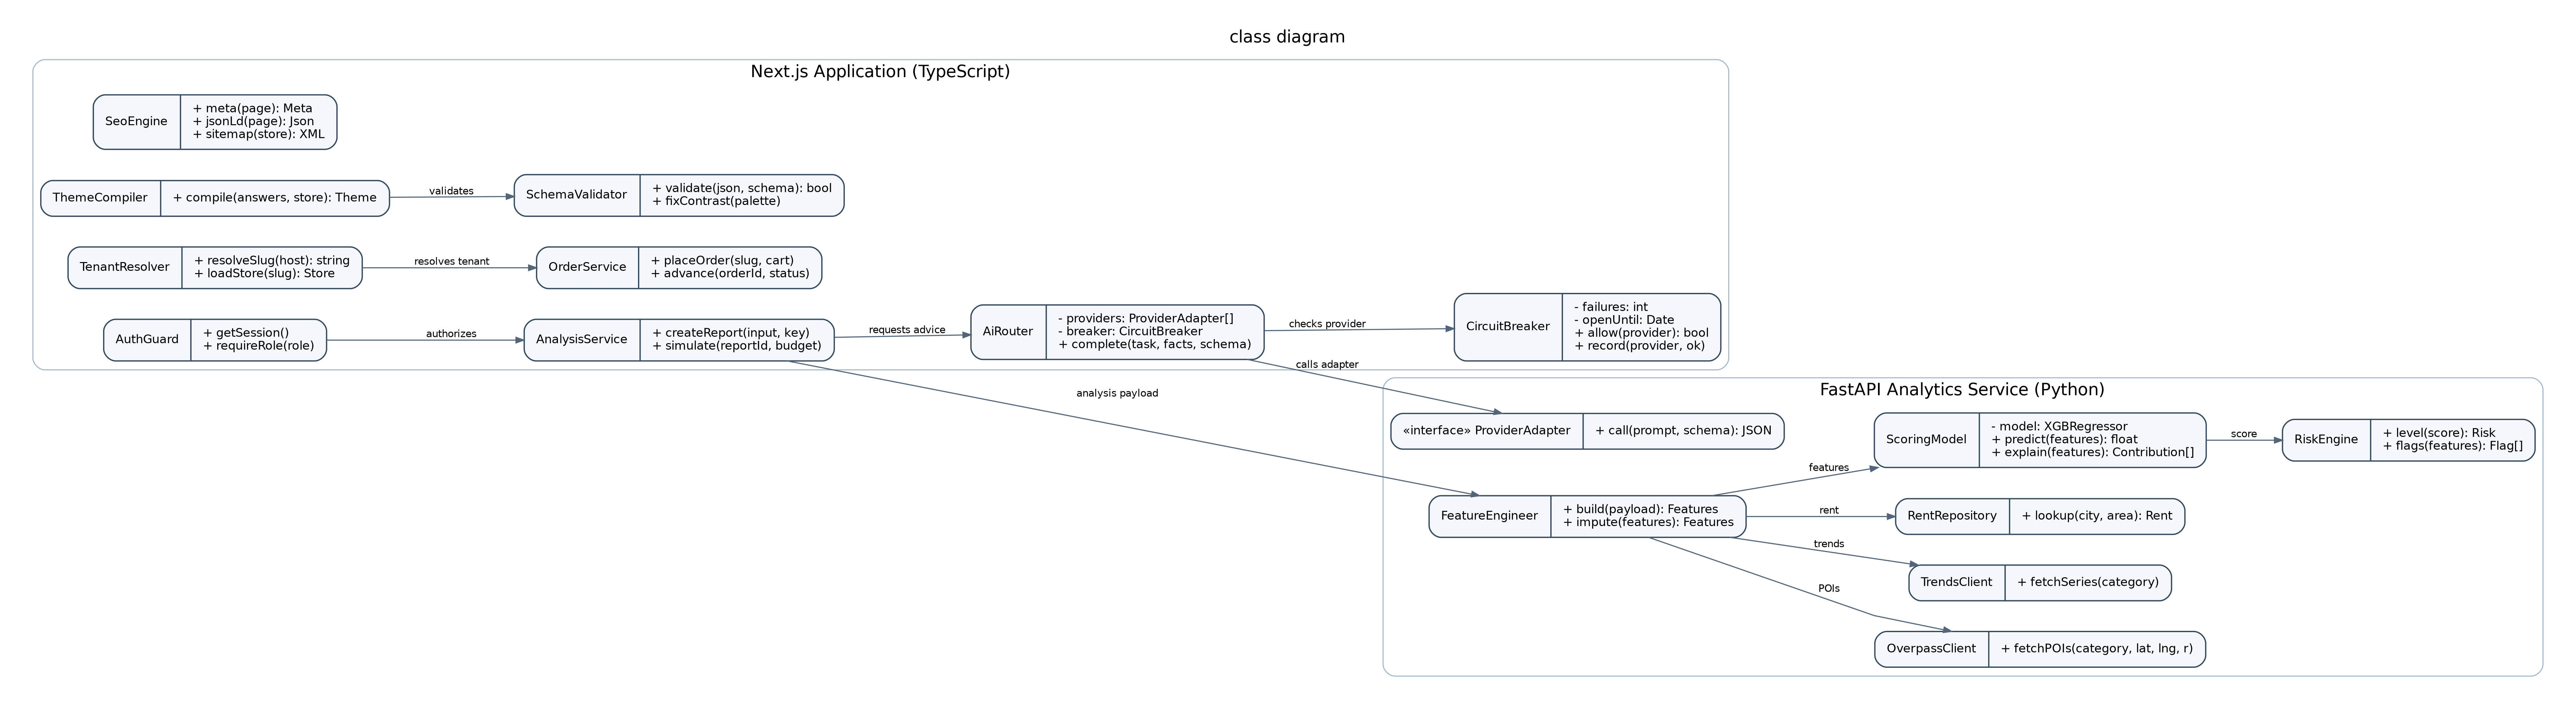 class diagram
Next.js Application (TypeScript)
SeoEngine
+ meta(page): Meta
+ jsonLd(page): Json
+ sitemap(store): XML
ThemeCompiler
+ compile(answers, store): Theme
validates
SchemaValidator
+ validate(json, schema): bool
+ fixContrast(palette)
TenantResolver
+ resolveSlug(host): string
+ loadStore(slug): Store
resolves tenant
OrderService
+ placeOrder(slug, cart)
+ advance(orderId, status)
AuthGuard
+ getSession()
+ requireRole(role)
authorizes
AnalysisService
+ createReport(input, key)
+ simulate(reportId, budget)
requests advice
AiRouter
- providers: ProviderAdapter[]
- breaker: CircuitBreaker
+ complete(task, facts, schema)
checks provider
CircuitBreaker
- failures: int
- openUntil: Date
+ allow(provider): bool
+ record(provider, ok)
calls adapter
analysis payload
FastAPI Analytics Service (Python)
«interface» ProviderAdapter
+ call(prompt, schema): JSON
ScoringModel
- model: XGBRegressor
+ predict(features): float
+ explain(features): Contribution[]
score
RiskEngine
+ level(score): Risk
+ flags(features): Flag[]
features
FeatureEngineer
+ build(payload): Features
+ impute(features): Features
rent
RentRepository
+ lookup(city, area): Rent
trends
TrendsClient
+ fetchSeries(category)
POIs
OverpassClient
+ fetchPOIs(category, lat, lng, r)